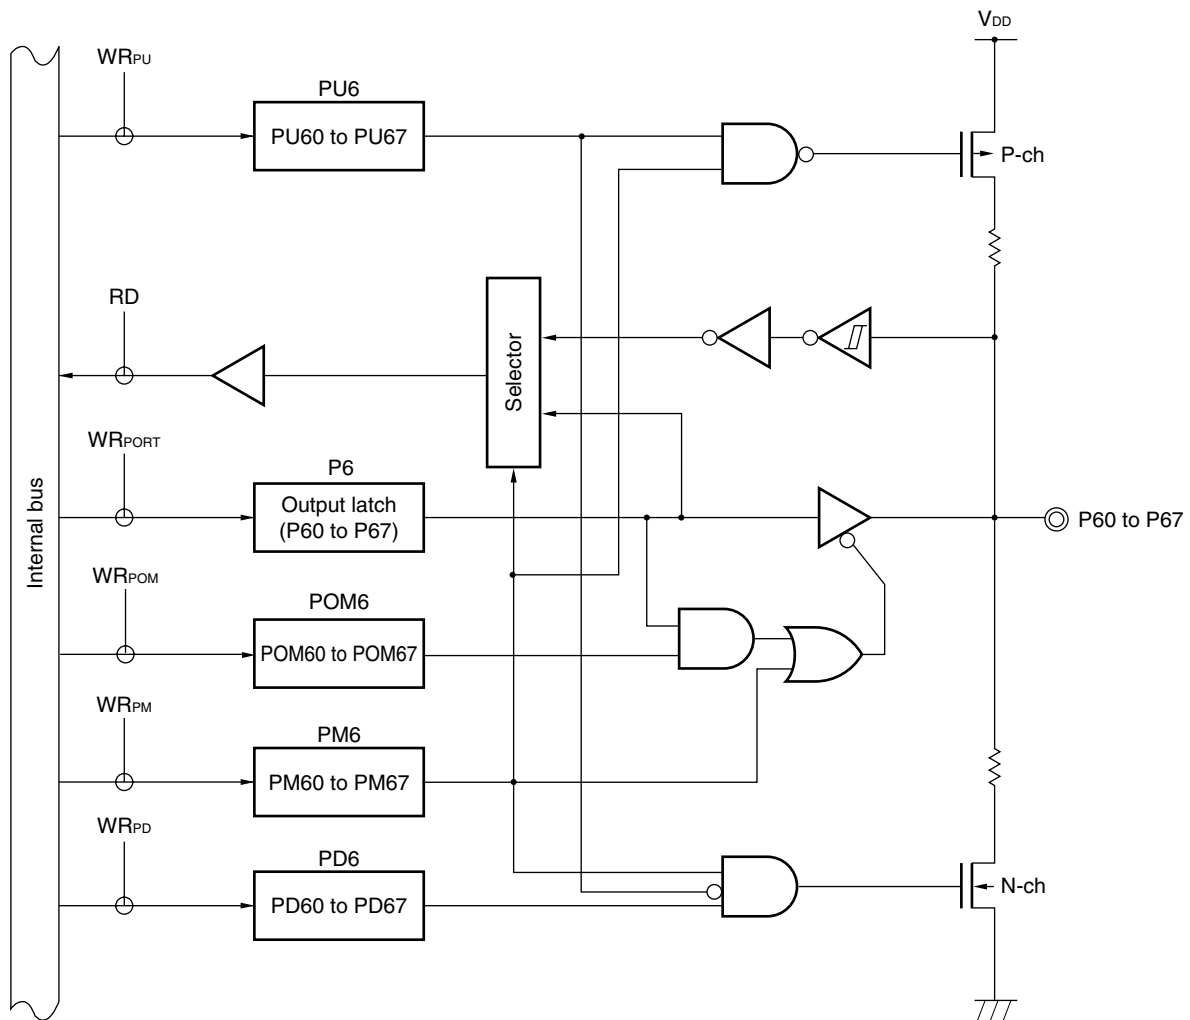 VDD
WRPU
PU6
PU60 to PU67
P-ch
RD
Selector
WRPORT
P6
Output latch
(P60 to P67)
P60 to P67
Internal bus
WRPOM
POM6
POM60 to POM67
WRPM
PM6
PM60 to PM67
WRPD
PD6
PD60 to PD67
N-ch